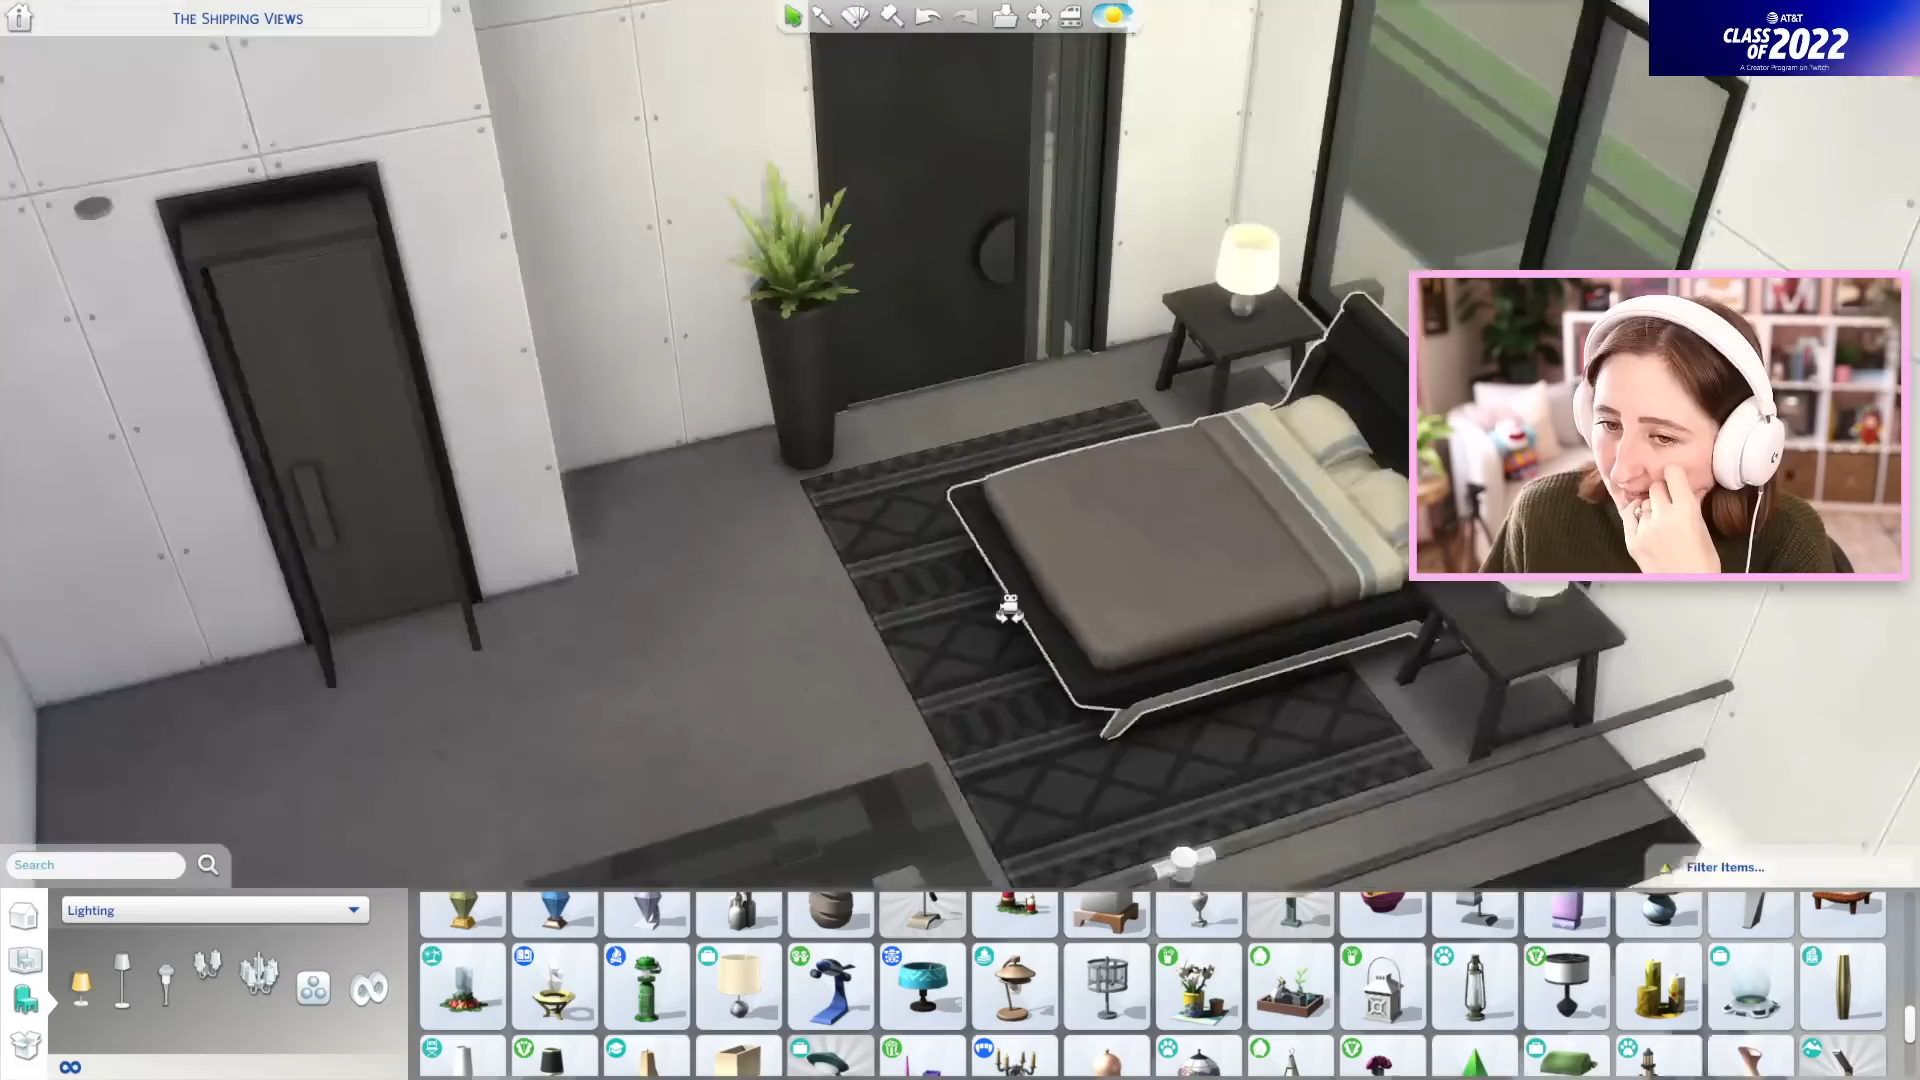 The Shipping Views
AT&T
CLASS
OF 2022
A Creator Program on Twitch
Search
Filter Items...
Lighting